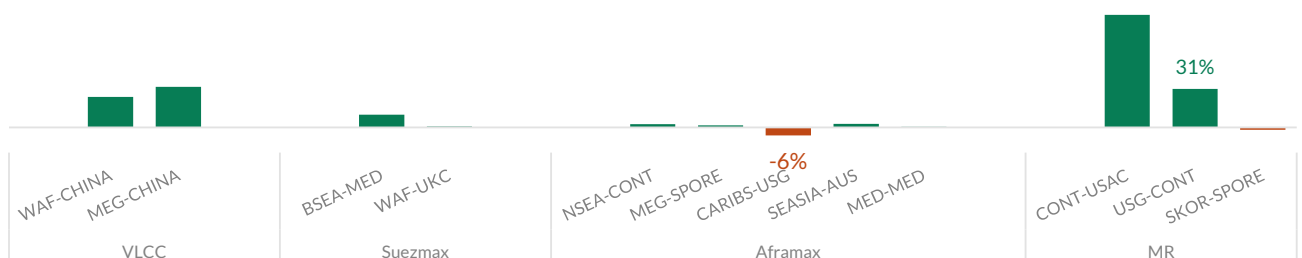 31%
-6%
WAF-CHINA
MEG-CHINA
BSEA-MED
WAF-UKC
NSEA-CONT
MEG-SPORE
CARIBS-USG
SEASIA-AUS
MED-MED
CONT-USAC
USG-CONT
SKOR-SPORE
VLCC
Suezmax
Aframax
MR